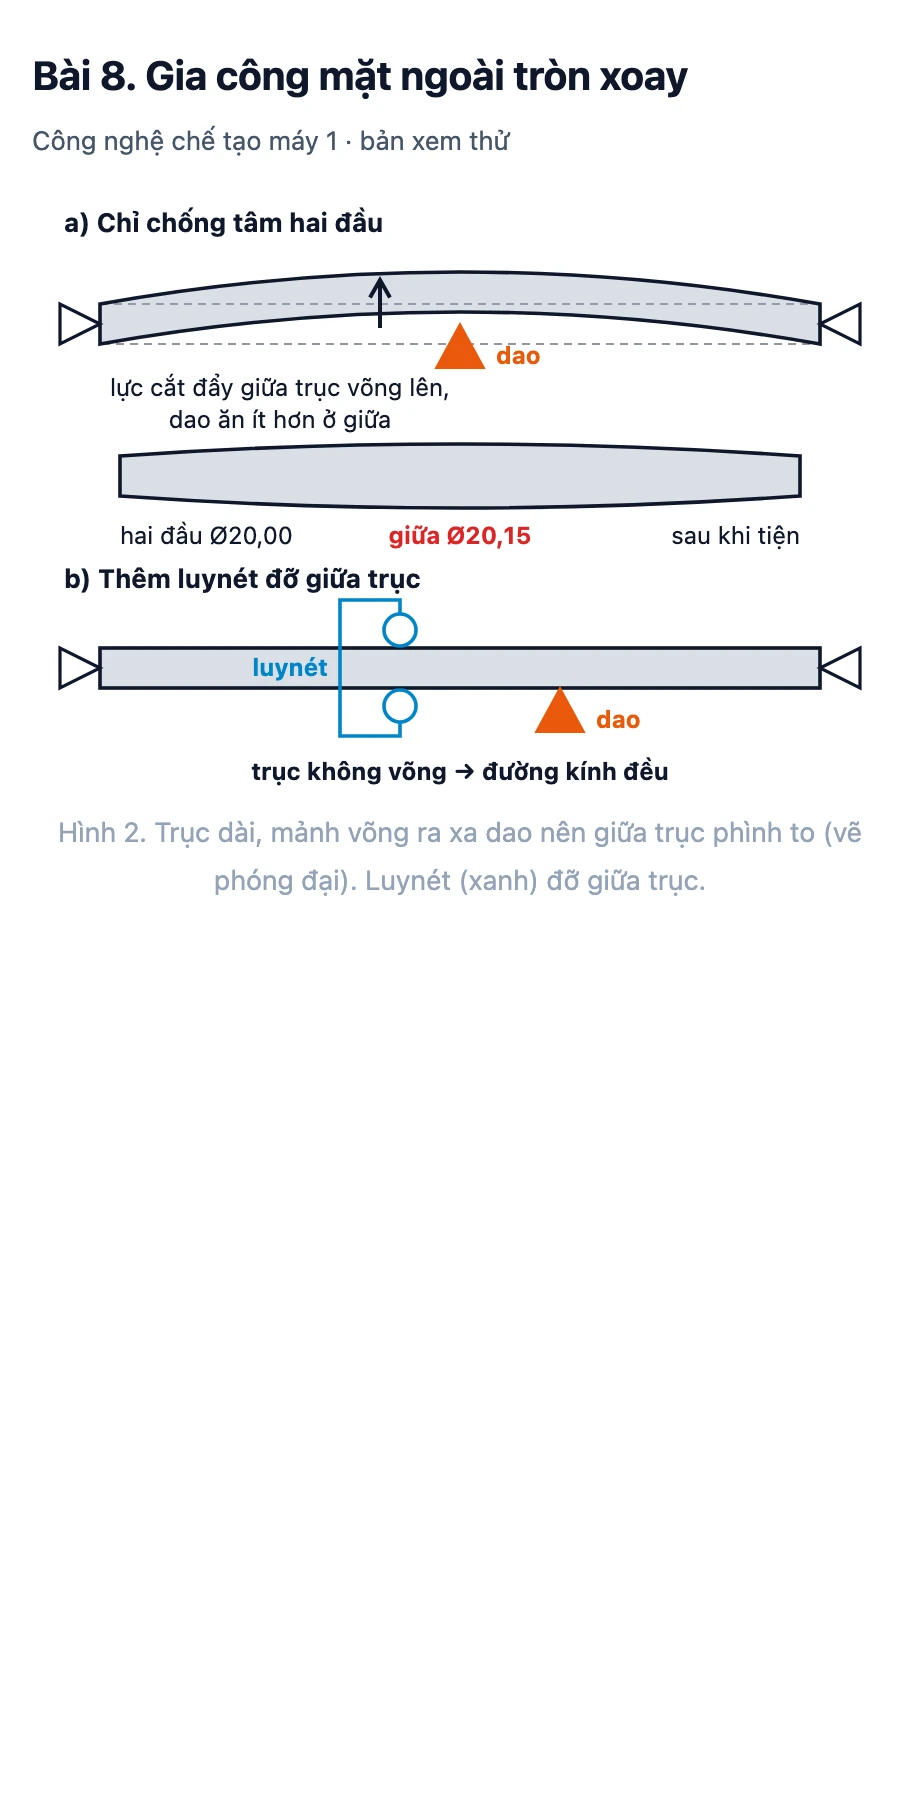 Bài 8. Gia công mặt ngoài tròn xoay
Công nghệ chế tạo máy 1 · bản xem thử
a) Chỉ chống tâm hai đầu
dao
lực cắt đẩy giữa trục võng lên,
dao ăn ít hơn ở giữa
hai đầu Ø20,00 giữa Ø20,15 sau khi tiện
b) Thêm luynét đỡ giữa trục
luynét
dao
trục không võng → đường kính đều
Hình 2. Trục dài, mảnh võng ra xa dao nên giữa trục phình to (vẽ
phóng đại). Luynét (xanh) đỡ giữa trục.